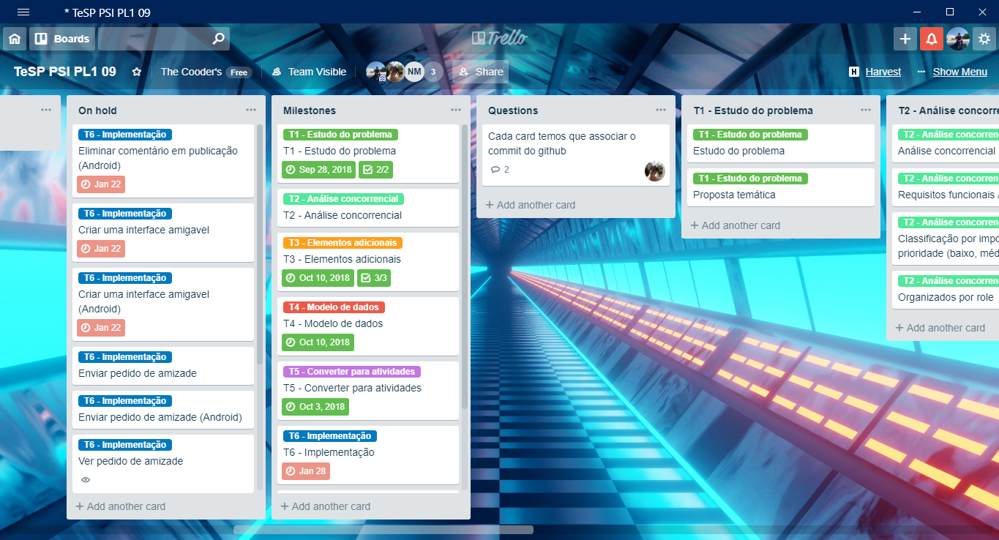 * TeSP PSI PL1 09
Boards
Trello
TeSP PSI PL1 09
The Cooder's Free
Team Visible
NM
3
Share
Harvest
Show Menu
On hold
T6 - Implementação
Eliminar comentário em publicação
(Android)
Jan 22
T6 - Implementação
Criar uma interface amigavel
Jan 22
T6 - Implementação
Criar uma interface amigavel
(Android)
Jan 22
T6 - Implementação
Enviar pedido de amizade
T6 - Implementação
Enviar pedido de amizade (Android)
T6 - Implementação
Ver pedido de amizade
+ Add another card
Milestones
T1 - Estudo do problema
T1 - Estudo do problema
Sep 28, 2018 2/2
T2 - Análise concorrencial
T2 - Análise concorrencial
T3 - Elementos adicionais
T3 - Elementos adicionais
Oct 10, 2018 3/3
T4 - Modelo de dados
T4 - Modelo de dados
Oct 10, 2018
T5 - Converter para atividades
T5 - Converter para atividades
Oct 3, 2018
T6 - Implementação
T6 - Implementação
Jan 28
+ Add another card
Questions
Cada card temos que associar o
commit do github
2
+ Add another card
T1 - Estudo do problema
T1 - Estudo do problema
Estudo do problema
T1 - Estudo do problema
Proposta temática
+ Add another card
T2 - Análise concorre
T2 - Análise concorren
Análise concorrencial
T2 - Análise concorren
Requisitos funcionais
T2 - Análise concorren
Classificação por impo
prioridade (baixo, méd
T2 - Análise concorren
Organizados por role
+ Add another card